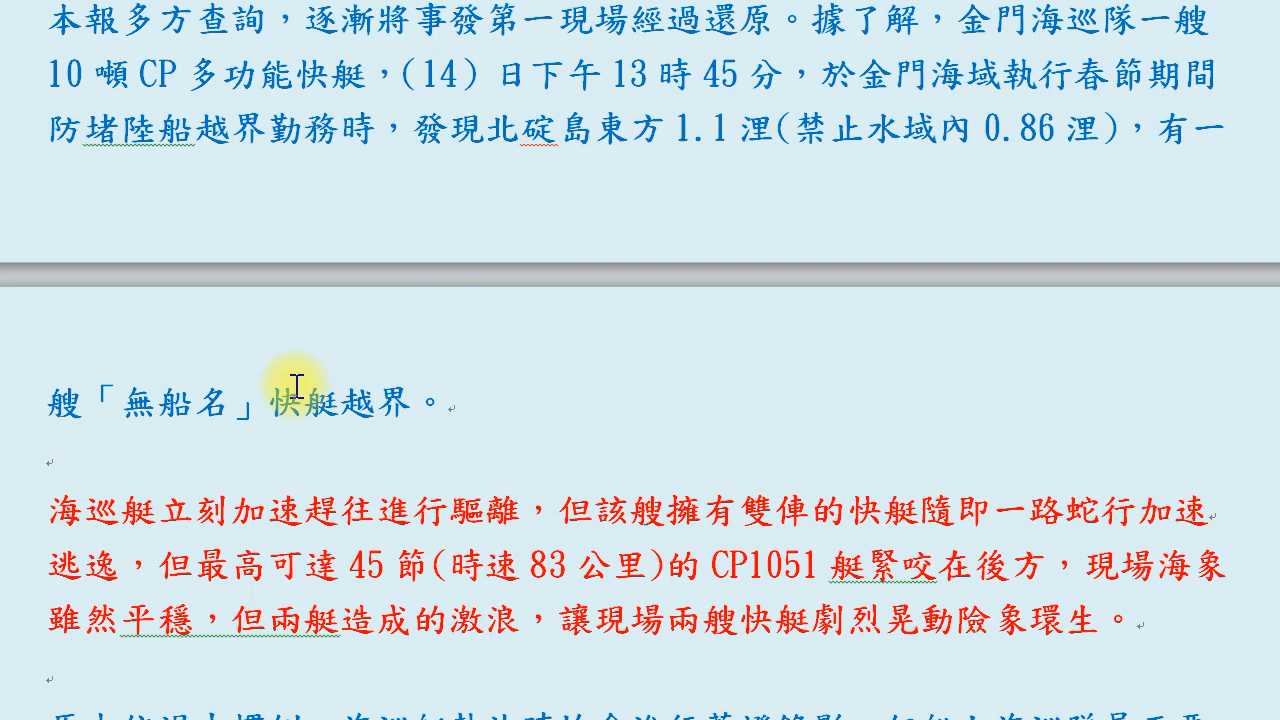 本報多方查詢，逐漸將事發第一現場經過還原。據了解，金門海巡隊一艘
10 噸 CP 多功能快艇，(14) 日下午 13 時 45 分，於金門海域執行春節期間
防堵陸船越界勤務時，發現北碇島東方 1.1 浬(禁止水域內 0.86 浬)，有一
艘「無船名」快艇越界。
海巡艇立刻加速趕往進行驅離，但該艘擁有雙俥的快艇隨即一路蛇行加速
逃逸，但最高可達 45 節(時速 83 公里)的 CP1051 艇緊咬在後方，現場海象
雖然平穩，但兩艇造成的激浪，讓現場兩艘快艇劇烈晃動險象環生。